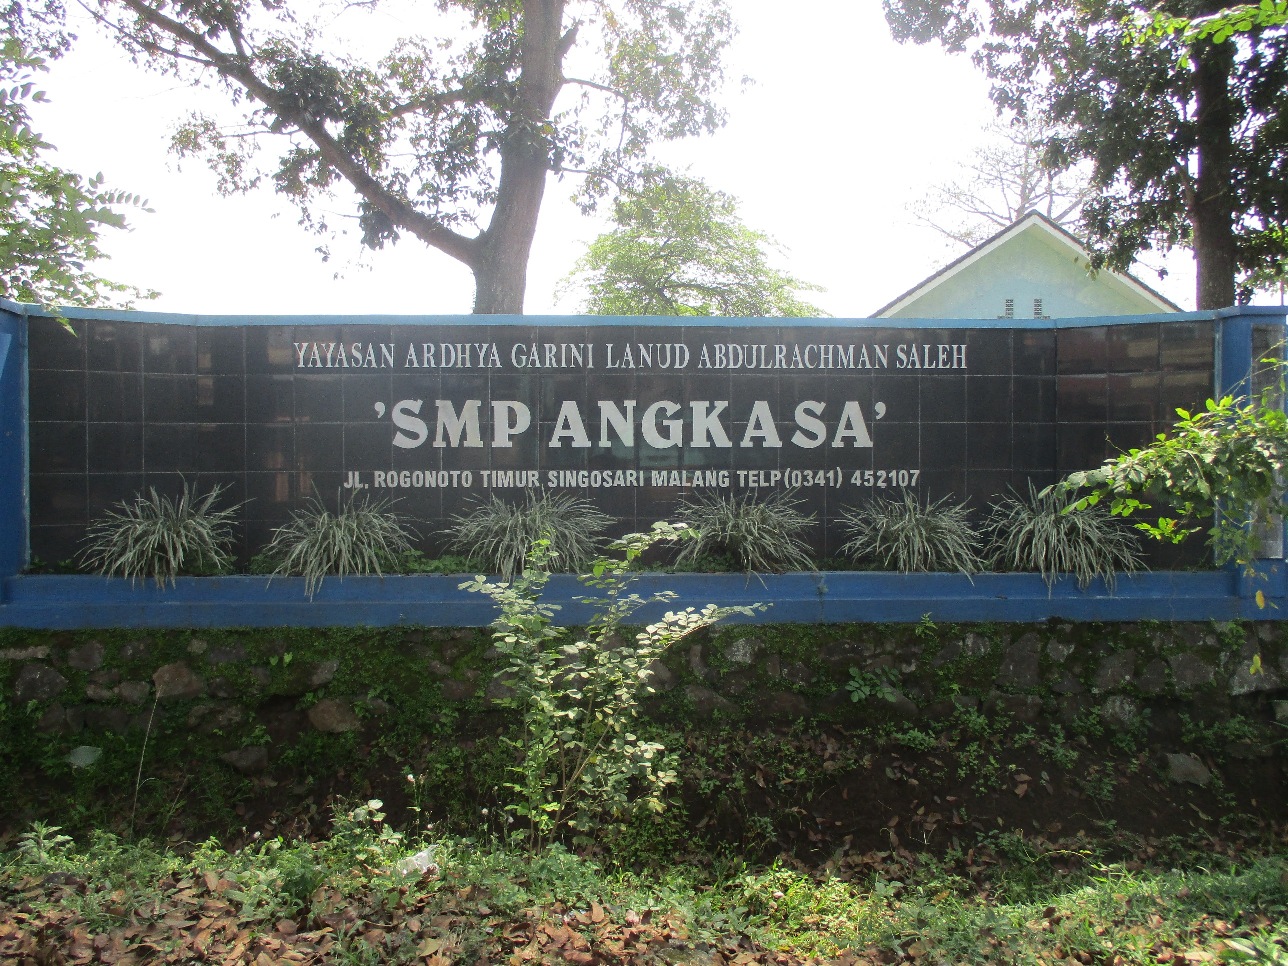 YAYASAN ARDHYA GARINI LANUD ABDULRACHMAN SALEH
'SMP ANGKASA'
JL. ROGONOTO TIMUR SINGOSARI MALANG TELP(0341) 452107